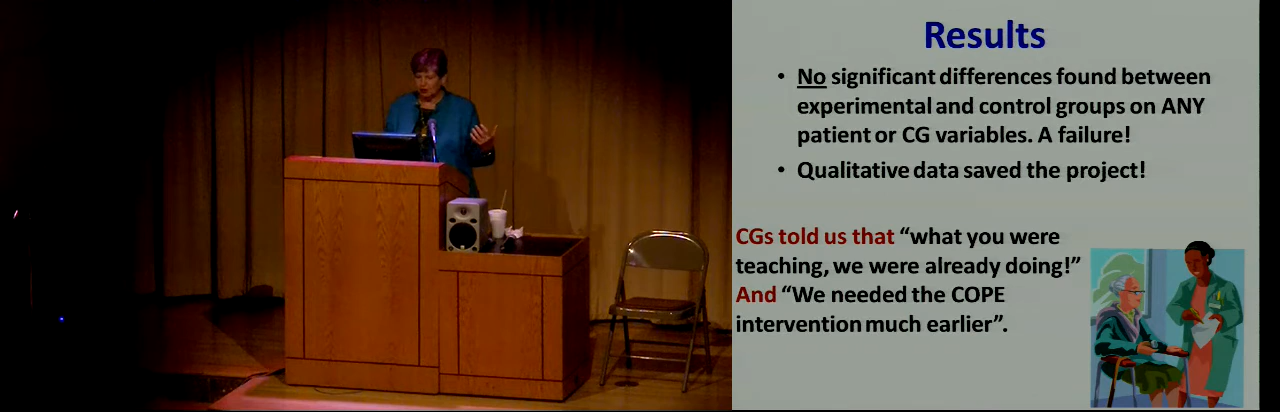 Results
• No significant differences found between
experimental and control groups on ANY
patient or CG variables. A failure!
• Qualitative data saved the project!
CGs told us that “what you were
teaching, we were already doing!”
And “We needed the COPE
intervention much earlier”.